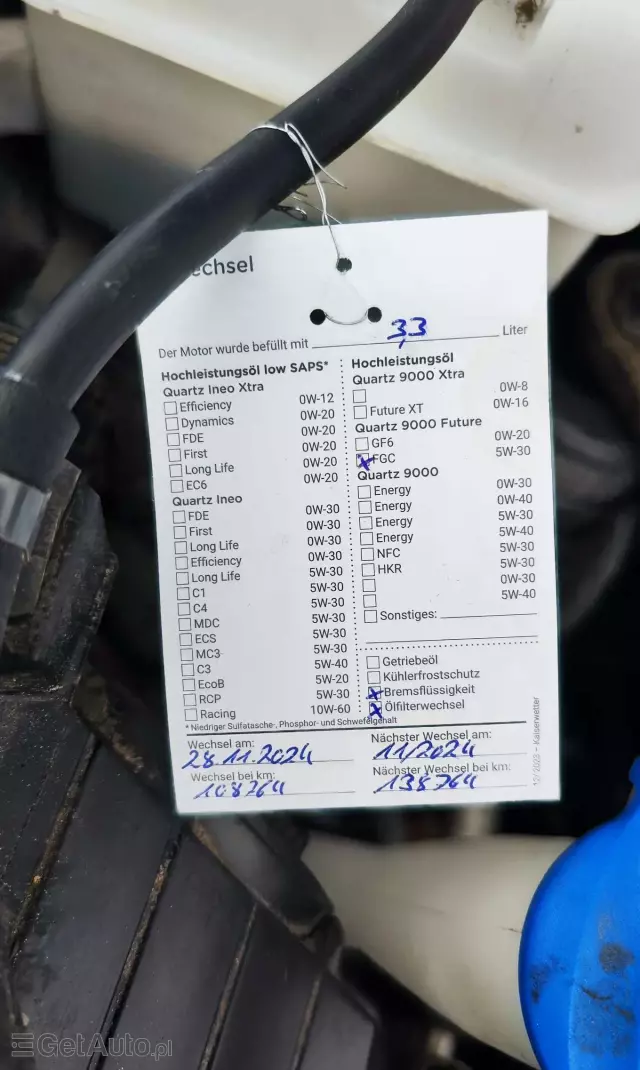 echsel
Der Motor wurde befüllt mit 3,3 Liter
Hochleistungsöl low SAPS*
Quartz Ineo Xtra
Efficiency 0W-12
Dynamics 0W-20
FDE 0W-20
First 0W-20
Long Life 0W-20
EC6 0W-20
Quartz Ineo
FDE 0W-30
First 0W-30
Long Life 0W-30
Efficiency 0W-30
Long Life 5W-30
C1 5W-30
C4 5W-30
MDC 5W-30
ECS 5W-30
MC3 5W-30
C3 5W-40
EcoB 5W-20
RCP 5W-30
Racing 10W-60
* Niedriger Sulfatasche-, Phosphor- und Schwefelgehalt
Hochleistungsöl
Quartz 9000 Xtra
0W-8
Future XT 0W-16
Quartz 9000 Future
GF6 0W-20
x FGC 5W-30
Quartz 9000
Energy 0W-30
Energy 0W-40
Energy 5W-30
Energy 5W-40
NFC 5W-30
HKR 5W-30
0W-30
5W-40
Sonstiges:
Getriebeöl
Kühlerfrostschutz
x Bremsflüssigkeit
x Ölfilterwechsel
Wechsel am: Nächster Wechsel am:
28.11.2024 11/2024
Wechsel bei km: Nächster Wechsel bei km:
108764 138764
12/2023 – Kaiserwetter
GetAuto.pl